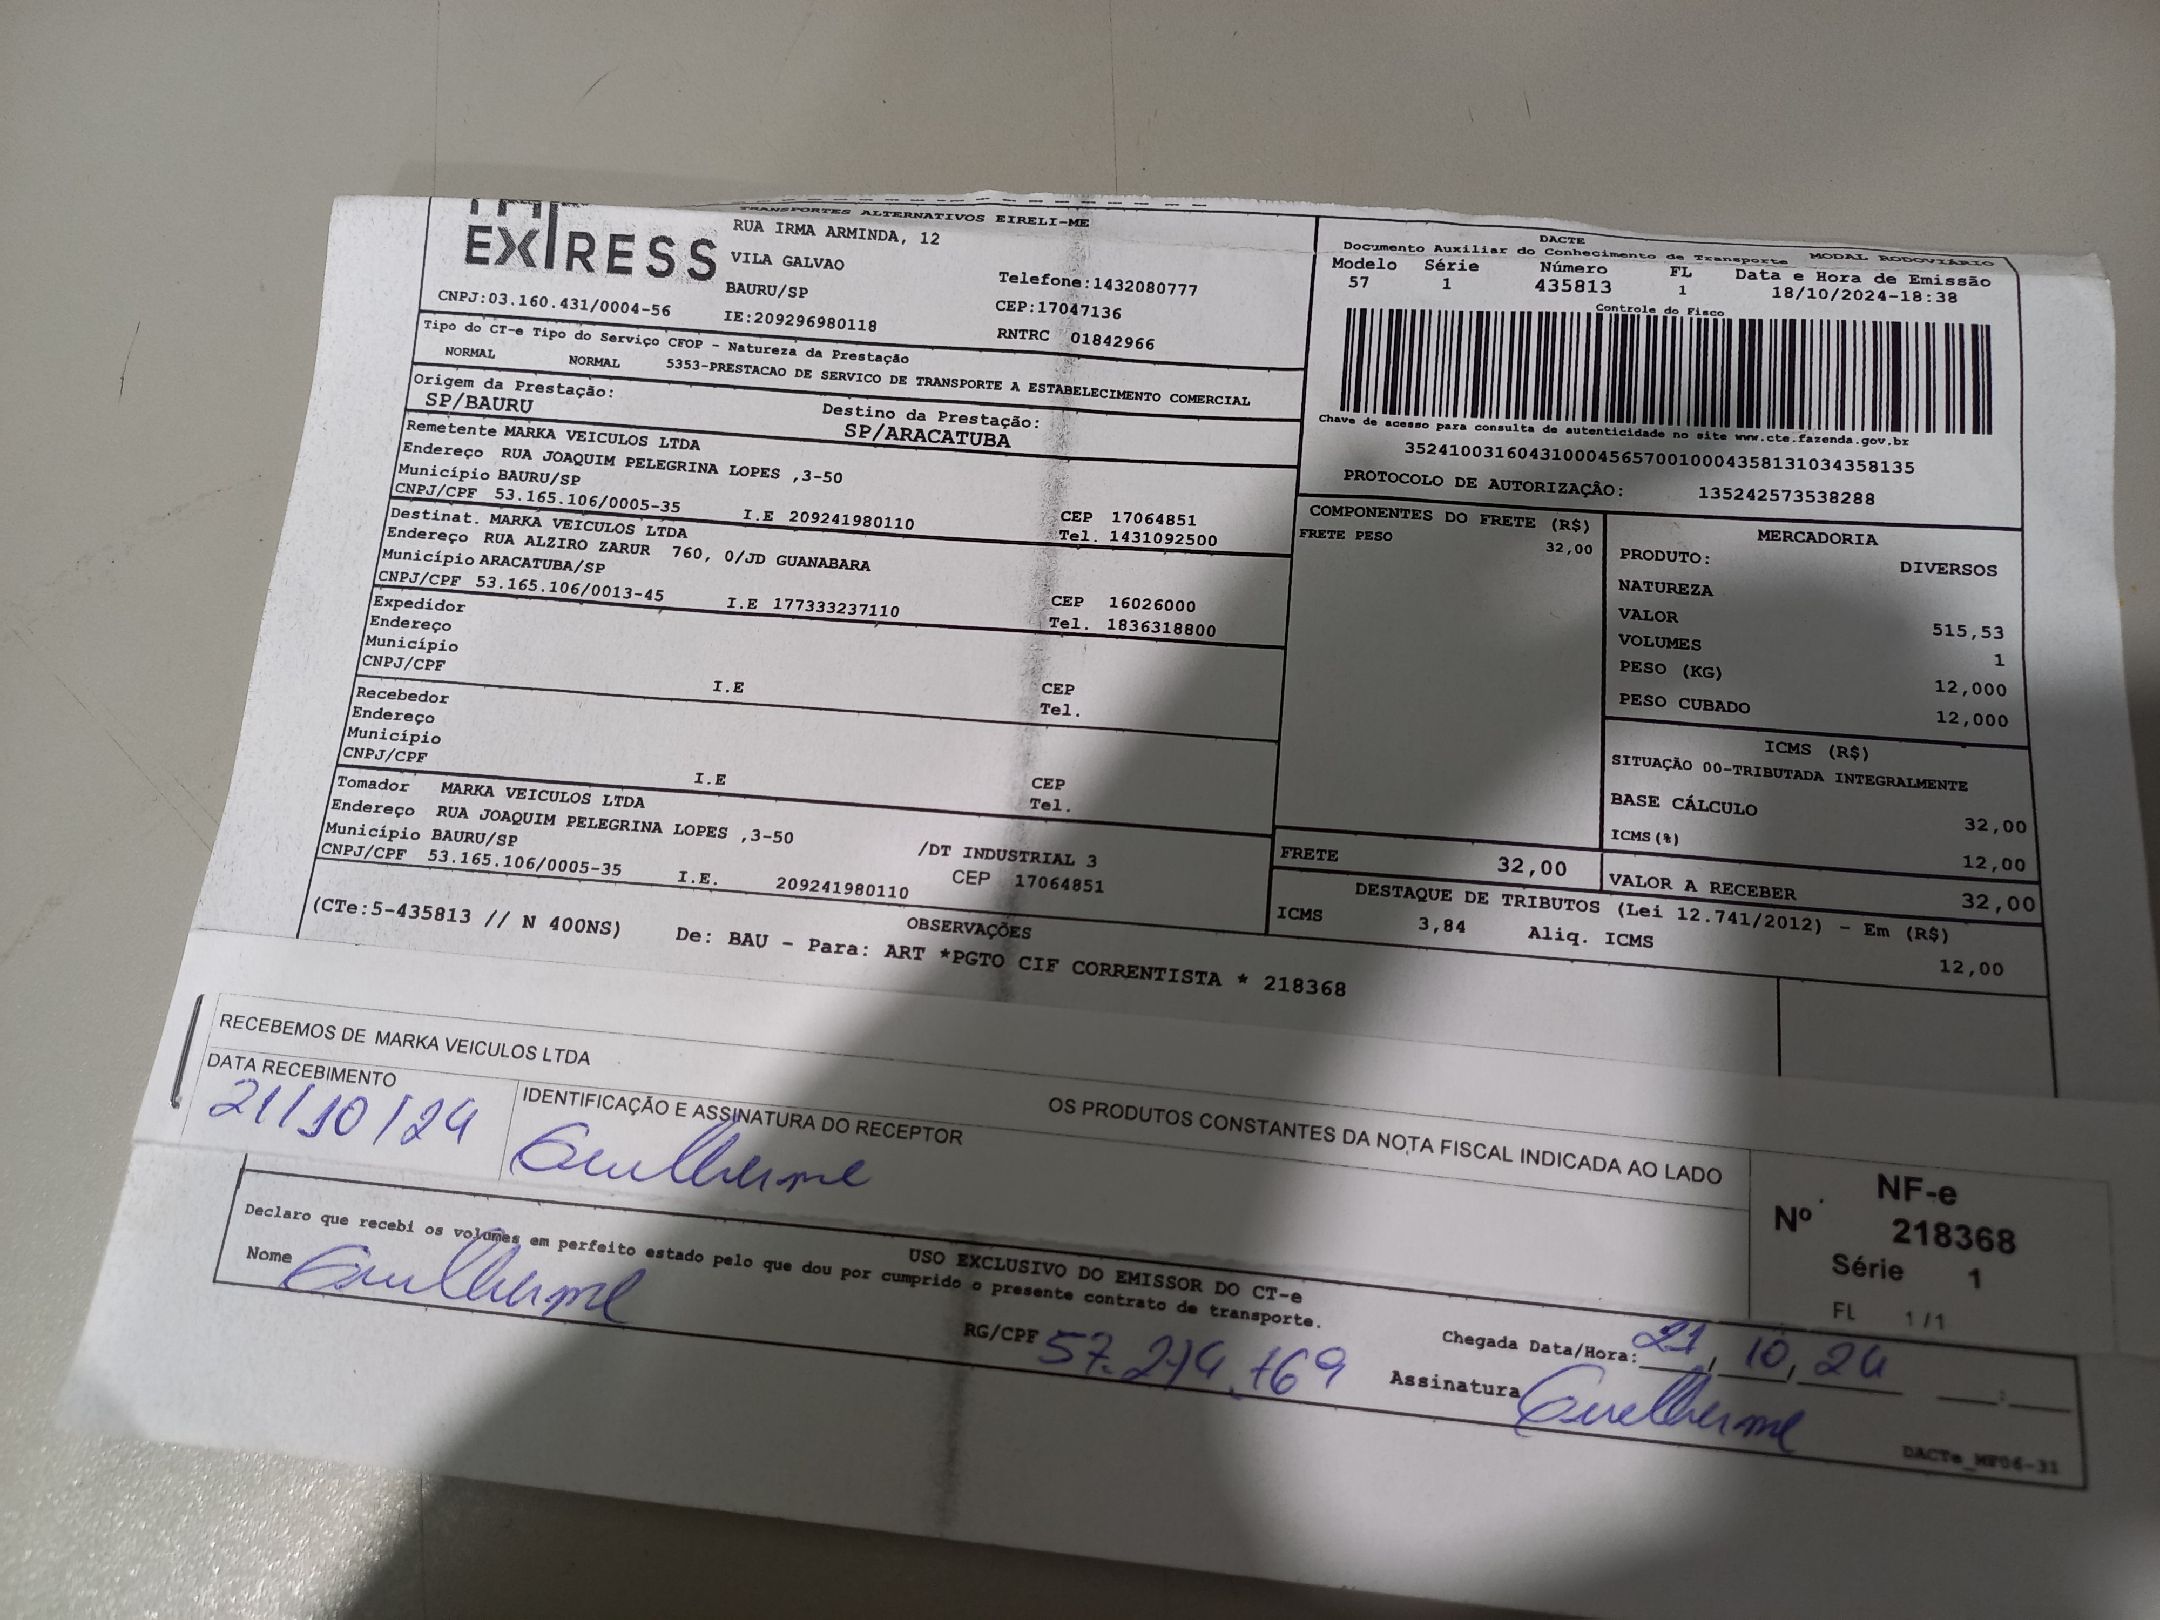 EXPRESS
TRANSPORTES ALTERNATIVOS EIRELI-ME
RUA IRMA ARMINDA, 12
VILA GALVAO
BAURU/SP
Telefone:1432080777
CEP:17047136
CNPJ:03.160.431/0004-56
IE:209296980118
RNTRC 01842966
DACTE
Documento Auxiliar do Conhecimento de Transporte MODAL RODOVIÁRIO
Modelo Série Número FL Data e Hora de Emissão
57 1 435813 1 18/10/2024-18:38
Controle do Fisco
Chave de acesso para consulta de autenticidade no site www.cte.fazenda.gov.br
35241003160431000456570010004358131034358135
PROTOCOLO DE AUTORIZAÇÂO: 135242573538288
Tipo do CT-e Tipo do Serviço CFOP - Natureza da Prestação
NORMAL NORMAL 5353-PRESTACAO DE SERVICO DE TRANSPORTE A ESTABELECIMENTO COMERCIAL
Origem da Prestação: Destino da Prestação:
SP/BAURU SP/ARACATUBA
Remetente MARKA VEICULOS LTDA
Endereço RUA JOAQUIM PELEGRINA LOPES ,3-50
Município BAURU/SP CEP 17064851
CNPJ/CPF 53.165.106/0005-35 I.E 209241980110 Tel. 1431092500
Destinat. MARKA VEICULOS LTDA
Endereço RUA ALZIRO ZARUR 760, 0/JD GUANABARA
Município ARACATUBA/SP CEP 16026000
CNPJ/CPF 53.165.106/0013-45 I.E 177333237110 Tel. 1836318800
Expedidor
Endereço
Município CEP
CNPJ/CPF I.E Tel.
Recebedor
Endereço
Município CEP
CNPJ/CPF I.E Tel.
Tomador MARKA VEICULOS LTDA
Endereço RUA JOAQUIM PELEGRINA LOPES ,3-50 /DT INDUSTRIAL 3
Município BAURU/SP CEP 17064851
CNPJ/CPF 53.165.106/0005-35 I.E. 209241980110
COMPONENTES DO FRETE (R$)
FRETE PESO 32,00
MERCADORIA
PRODUTO: DIVERSOS
NATUREZA
VALOR 515,53
VOLUMES 1
PESO (KG) 12,000
PESO CUBADO 12,000
ICMS (R$)
SITUAÇÃO 00-TRIBUTADA INTEGRALMENTE
BASE CÁLCULO 32,00
ICMS(%) 12,00
FRETE 32,00 VALOR A RECEBER 32,00
DESTAQUE DE TRIBUTOS (Lei 12.741/2012) - Em (R$)
ICMS 3,84 Aliq. ICMS 12,00
OBSERVAÇÕES
(CTe:5-435813 // N 400NS) De: BAU - Para: ART *PGTO CIF CORRENTISTA * 218368
RECEBEMOS DE MARKA VEICULOS LTDA OS PRODUTOS CONSTANTES DA NOTA FISCAL INDICADA AO LADO
DATA RECEBIMENTO IDENTIFICAÇÃO E ASSINATURA DO RECEPTOR
21/10/24 Guilherme
NF-e
Nº 218368
Série 1
FL 1/1
USO EXCLUSIVO DO EMISSOR DO CT-e
Declaro que recebi os volumes em perfeito estado pelo que dou por cumprido o presente contrato de transporte.
Nome Guilherme
RG/CPF
Chegada Data/Hora: 21, 10, 24 :
Assinatura Guilherme
DACTe_MF06-31